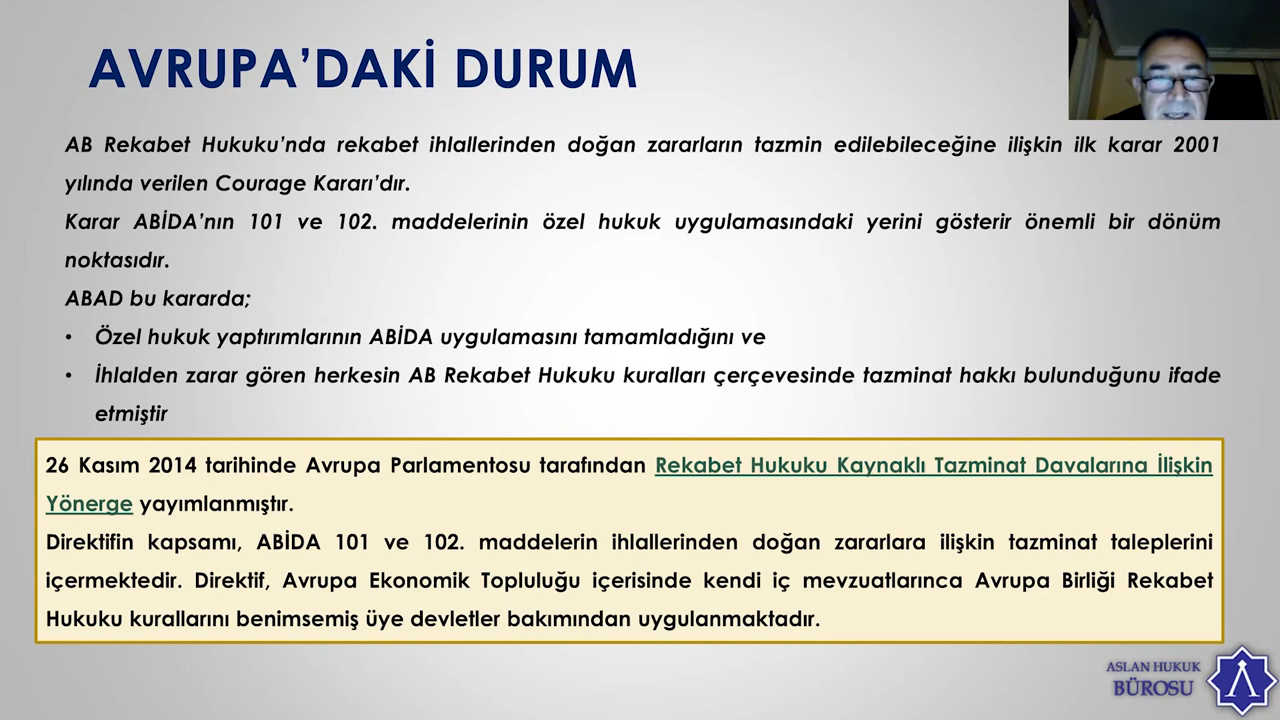 AVRUPA’DAKİ DURUM
AB Rekabet Hukuku’nda rekabet ihlallerinden doğan zararların tazmin edilebileceğine ilişkin ilk karar 2001
yılında verilen Courage Kararı’dır.
Karar ABİDA’nın 101 ve 102. maddelerinin özel hukuk uygulamasındaki yerini gösterir önemli bir dönüm
noktasıdır.
ABAD bu kararda;
• Özel hukuk yaptırımlarının ABİDA uygulamasını tamamladığını ve
• İhlalden zarar gören herkesin AB Rekabet Hukuku kuralları çerçevesinde tazminat hakkı bulunduğunu ifade
etmiştir
26 Kasım 2014 tarihinde Avrupa Parlamentosu tarafından Rekabet Hukuku Kaynaklı Tazminat Davalarına İlişkin
Yönerge yayımlanmıştır.
Direktifin kapsamı, ABİDA 101 ve 102. maddelerin ihlallerinden doğan zararlara ilişkin tazminat taleplerini
içermektedir. Direktif, Avrupa Ekonomik Topluluğu içerisinde kendi iç mevzuatlarınca Avrupa Birliği Rekabet
Hukuku kurallarını benimsemiş üye devletler bakımından uygulanmaktadır.
ASLAN HUKUK
BÜROSU